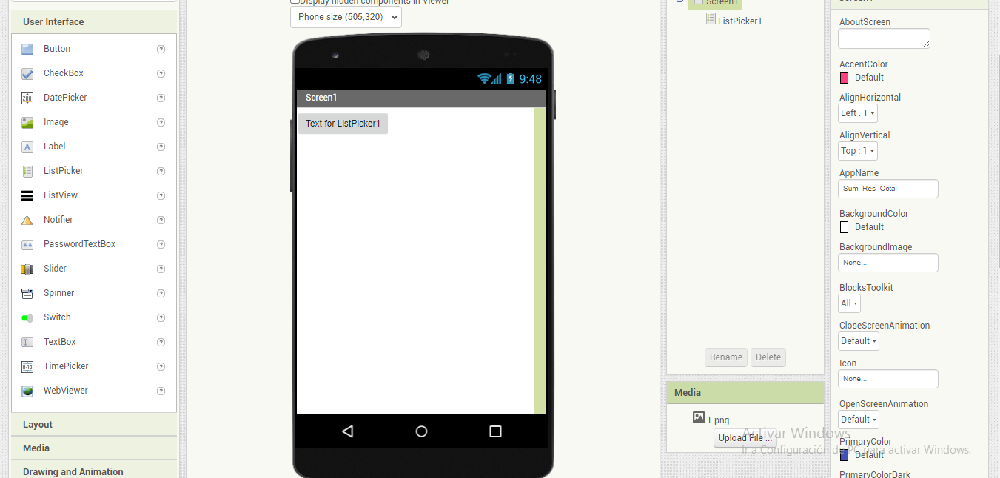 User Interface
Button
CheckBox
DatePicker
Image
Label
ListPicker
ListView
Notifier
PasswordTextBox
Slider
Spinner
Switch
TextBox
TimePicker
WebViewer
Layout
Media
Drawing and Animation
Display hidden components in Viewer
Phone size (505,320)
9:48
Screen1
Text for ListPicker1
Screen1
ListPicker1
Rename
Delete
Media
1.png
Upload File ...
AboutScreen
AccentColor
Default
AlignHorizontal
Left : 1
AlignVertical
Top : 1
AppName
Sum_Res_Octal
BackgroundColor
Default
BackgroundImage
None...
BlocksToolkit
All
CloseScreenAnimation
Default
Icon
None...
OpenScreenAnimation
Default
PrimaryColor
Default
PrimaryColorDark
Activar Windows
Ir a Configuración de PC para activar Windows.